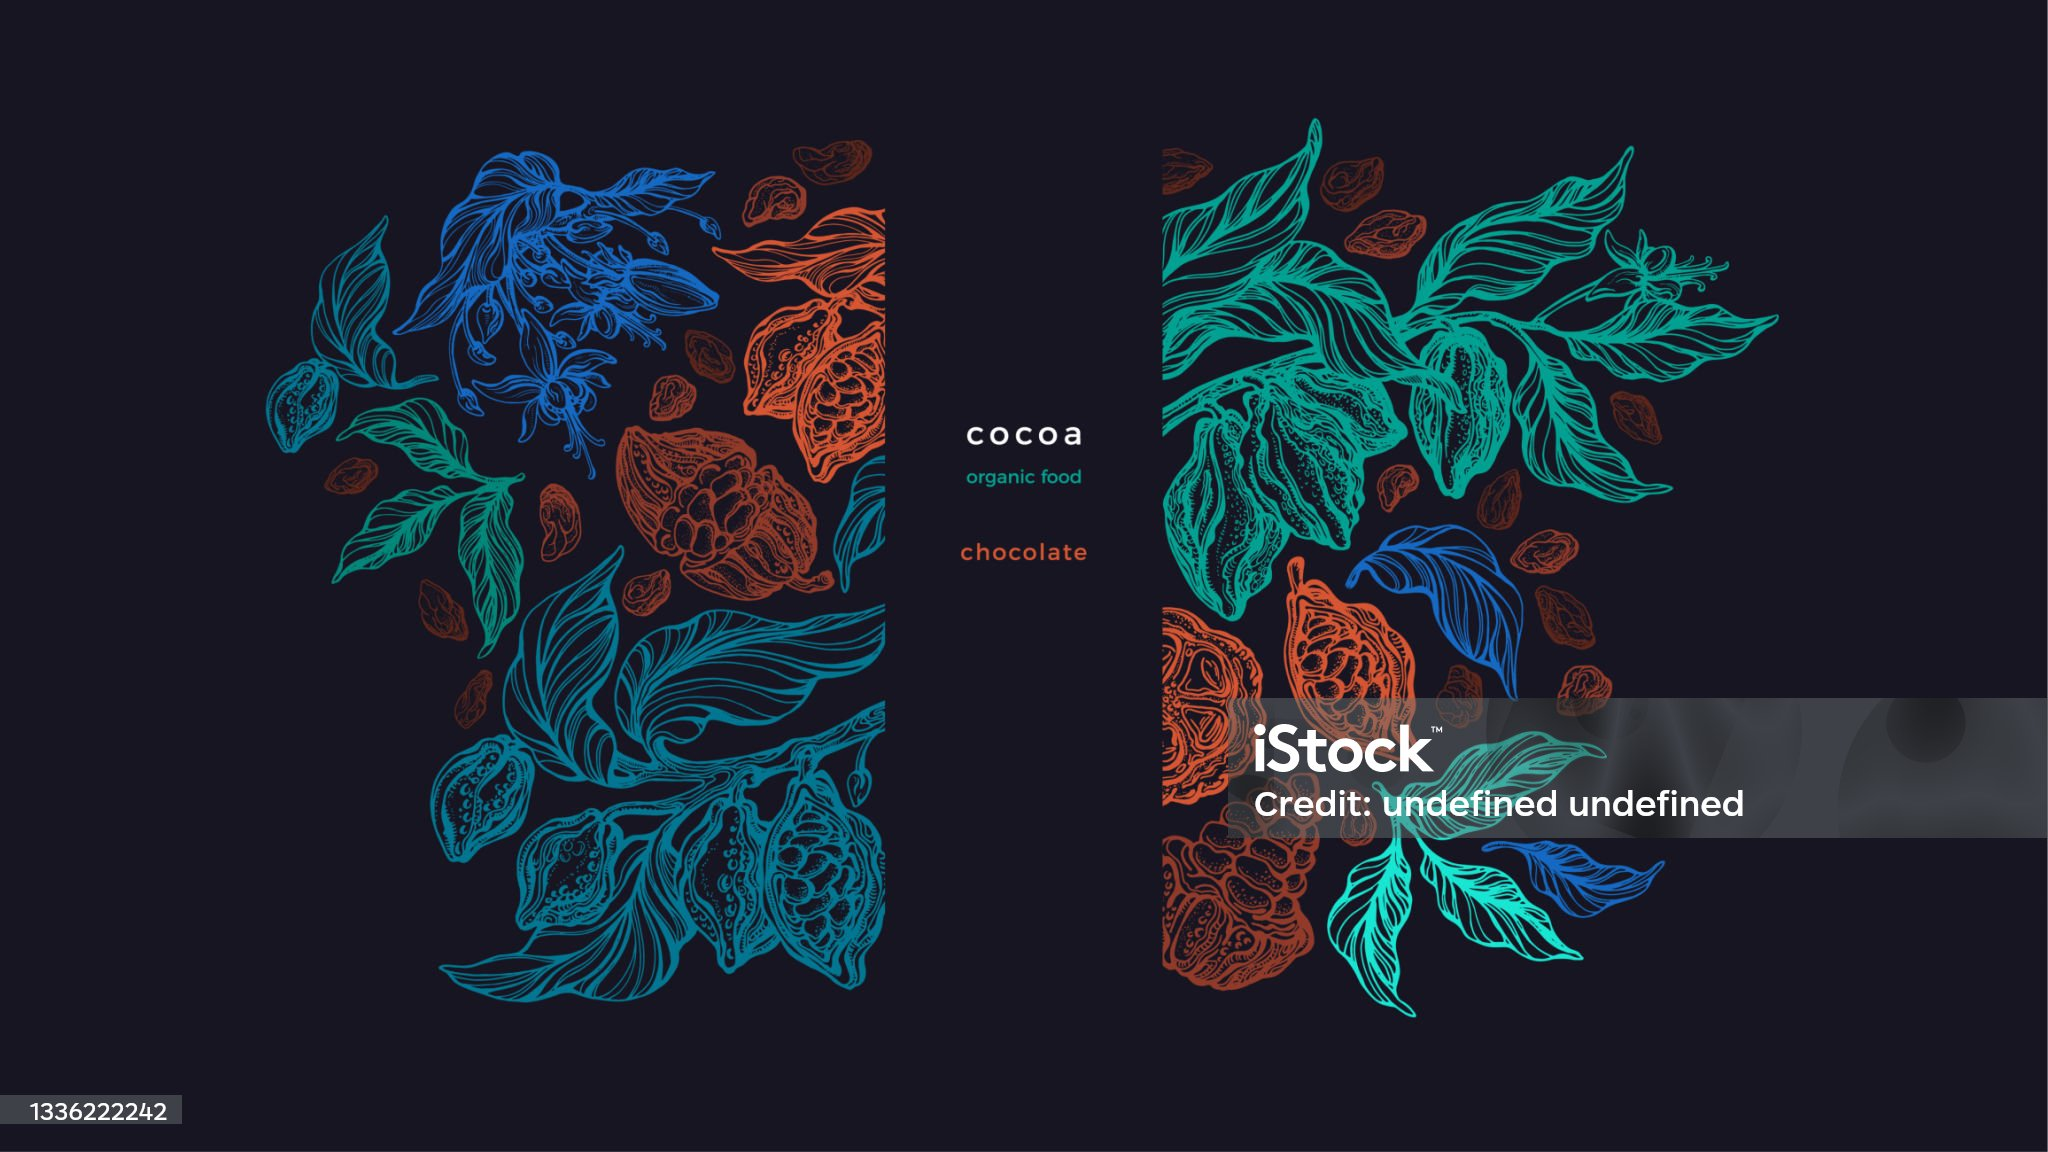 cocoa
organic food
chocolate
iStock™
Credit: undefined undefined
1336222242